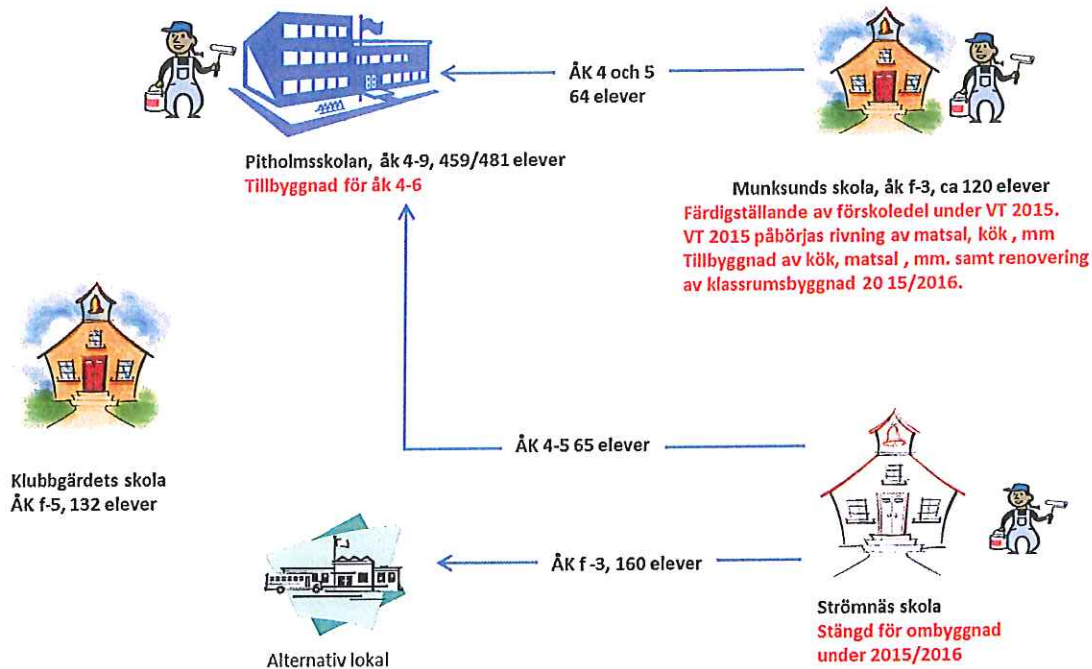 ÅK 4 och 5
64 elever
Pitholmsskolan, åk 4-9, 459/481 elever
Tillbyggnad för åk 4-6
Munksunds skola, åk f-3, ca 120 elever
Färdigställande av förskoledel under VT 2015.
VT 2015 påbörjas rivning av matsal, kök , mm
Tillbyggnad av kök, matsal , mm. samt renovering
av klassrumsbyggnad 20 15/2016.
Klubbgärdets skola
ÅK f-5, 132 elever
ÅK 4-5 65 elever
ÅK f -3, 160 elever
Alternativ lokal
Strömnäs skola
Stängd för ombyggnad
under 2015/2016